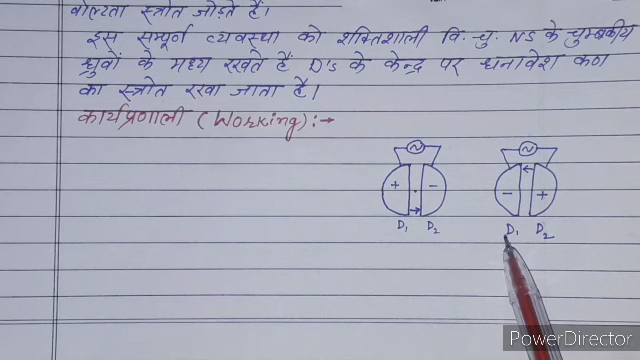 वोल्टता स्त्रोत जोड़ते हैं।
इस सम्पूर्ण व्यवस्था को शक्तिशाली वि. चु. NS के चुम्बकीय
ध्रुवों के मध्य रखते हैं D's के केन्द्र पर धनावेश कण
का स्त्रोत रखा जाता है।
कार्यप्रणाली (Working) :→
~ ~
+ - - +
D₁ D₂ D₁ D₂
PowerDirector